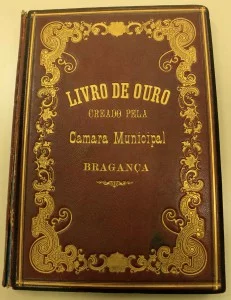 LIVRO DE OURO
CREADO PELA
Camara Municipal
BRAGANÇA